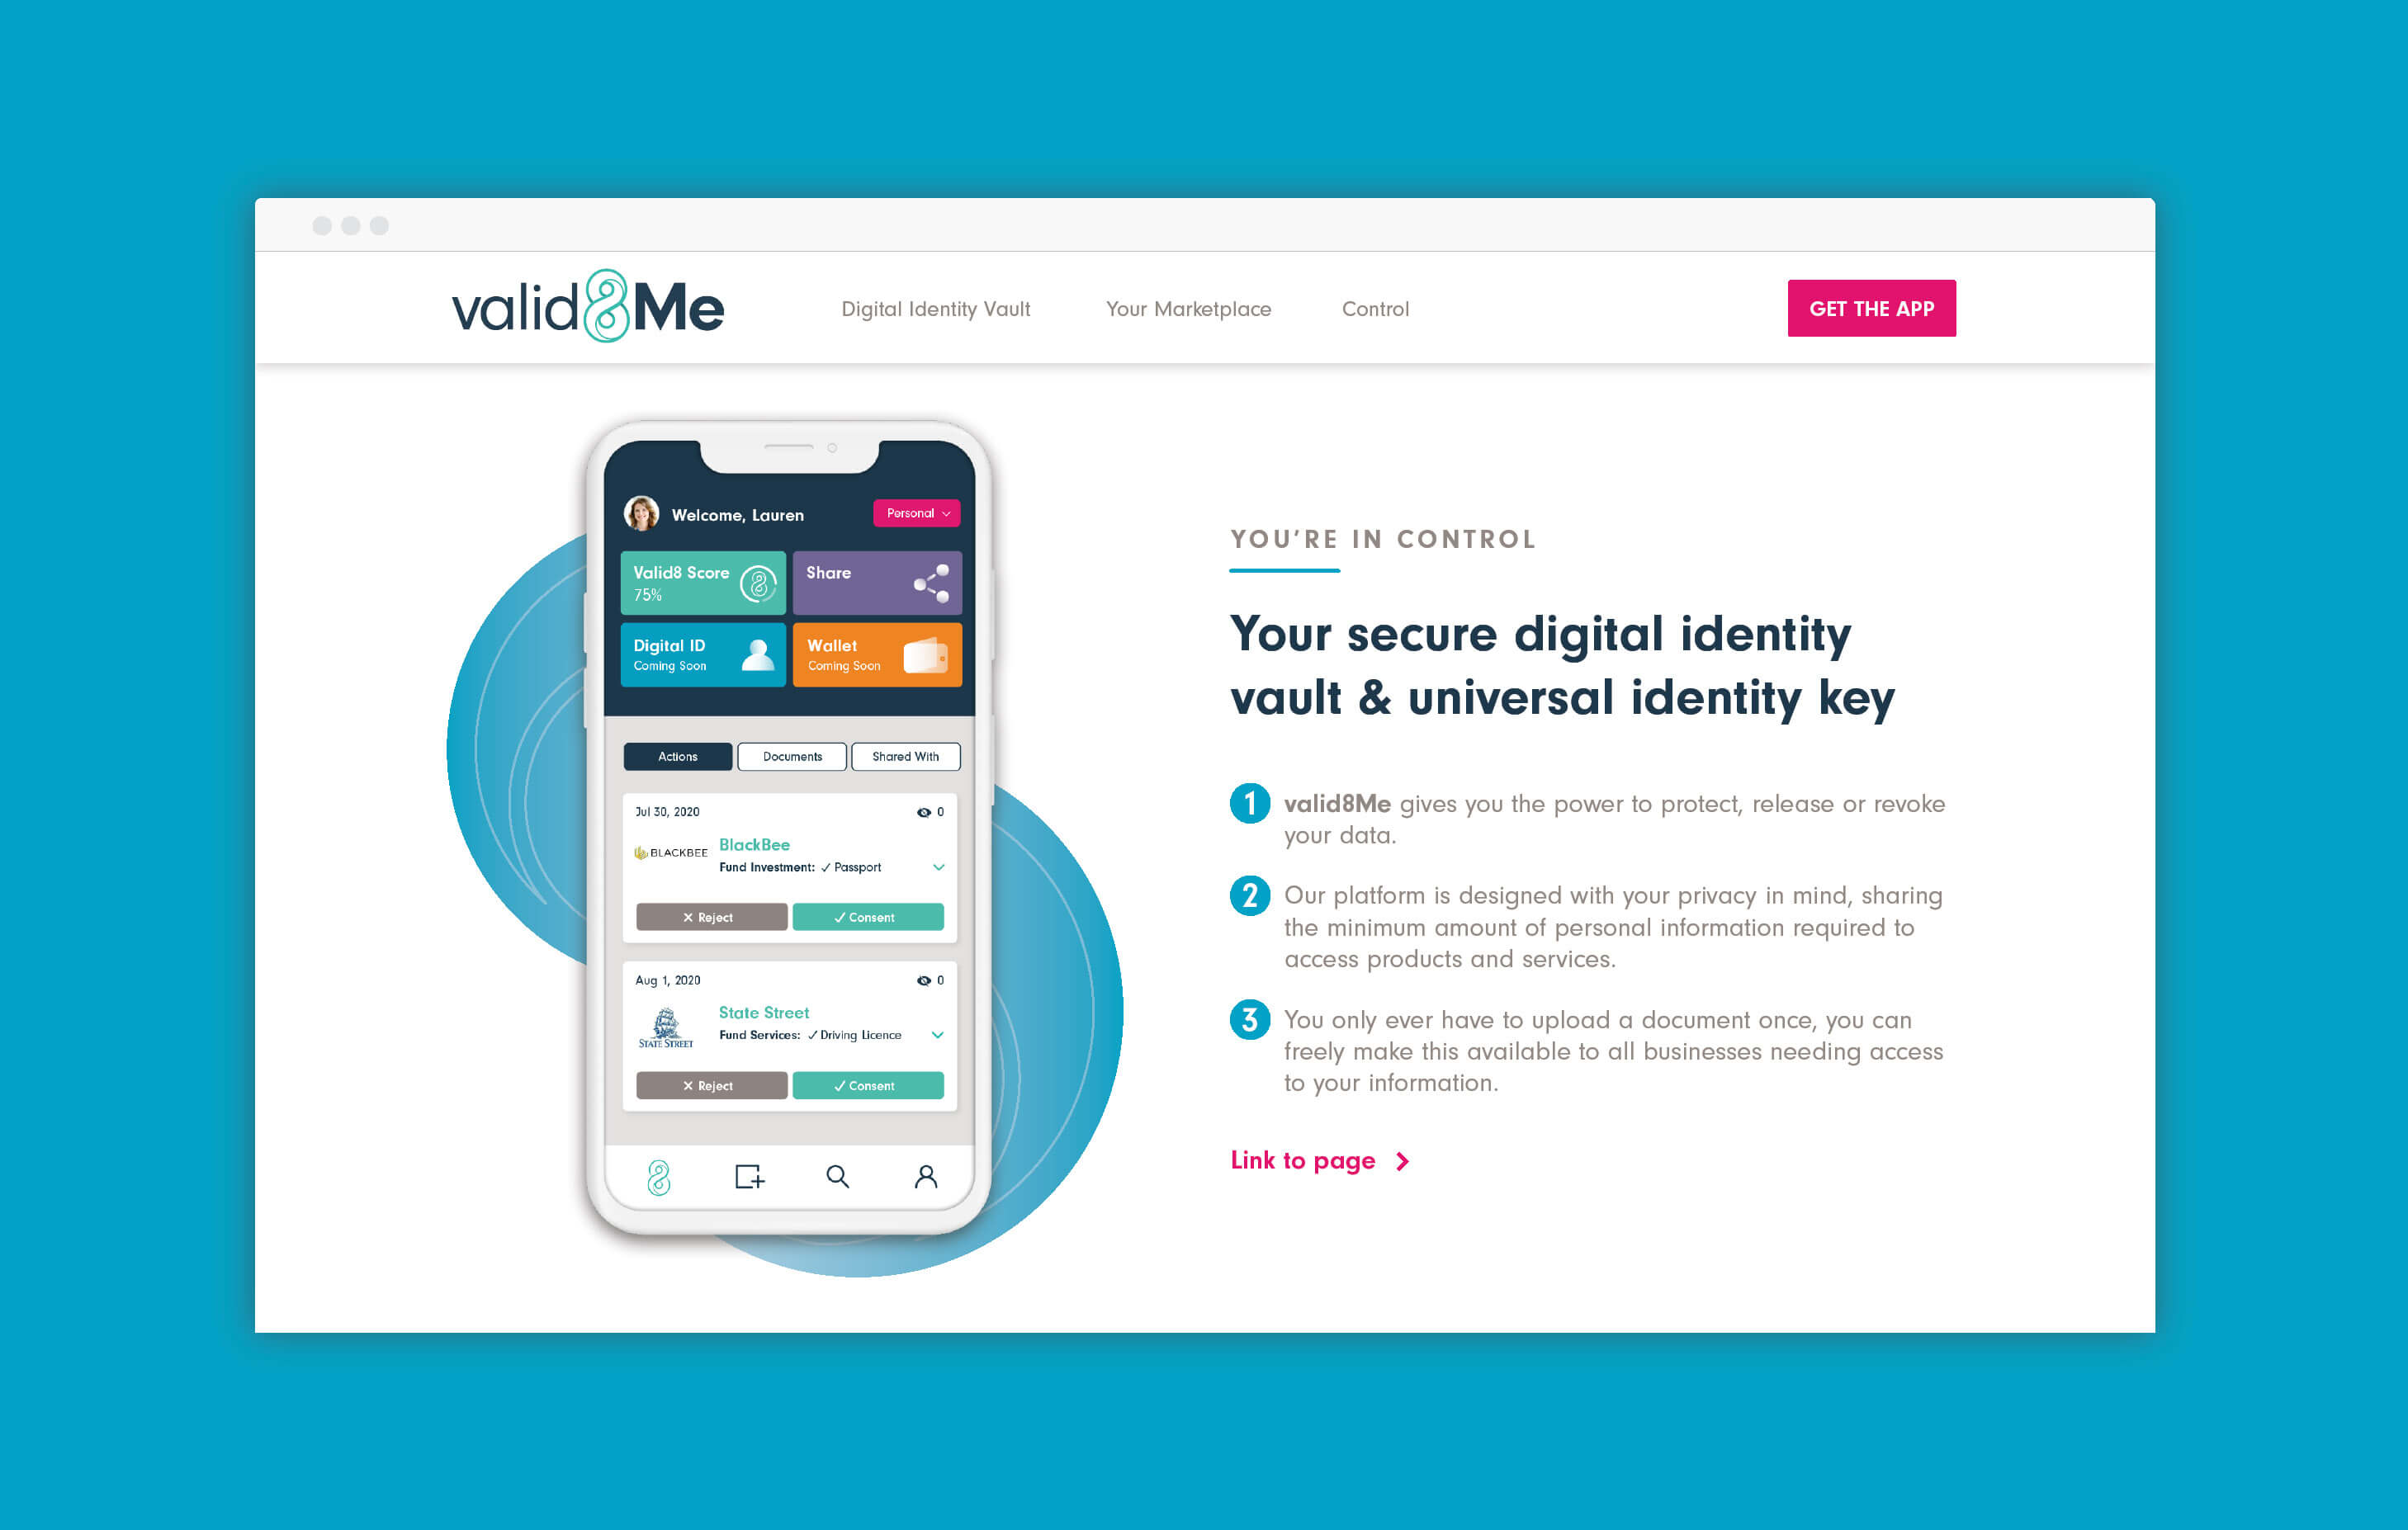 valid8Me
Digital Identity Vault
Your Marketplace
Control
GET THE APP
Welcome, Lauren
Personal
Valid8 Score
75%
Share
Digital ID
Coming Soon
Wallet
Coming Soon
Actions
Documents
Shared With
Jul 30, 2020
0
BLACKBEE
BlackBee
Fund Investment: ✓ Passport
✕ Reject
✓ Consent
Aug 1, 2020
0
STATE STREET
State Street
Fund Services: ✓ Driving Licence
✕ Reject
✓ Consent
YOU'RE IN CONTROL
Your secure digital identity
vault & universal identity key
1 valid8Me gives you the power to protect, release or revoke
your data.
2 Our platform is designed with your privacy in mind, sharing
the minimum amount of personal information required to
access products and services.
3 You only ever have to upload a document once, you can
freely make this available to all businesses needing access
to your information.
Link to page